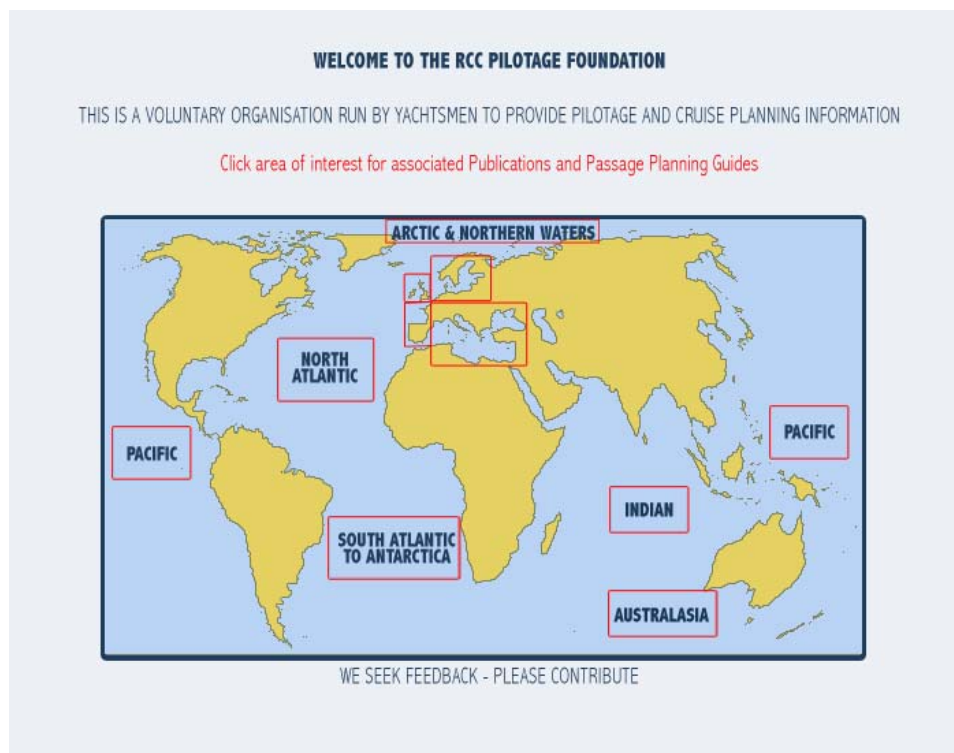 WELCOME TO THE RCC PILOTAGE FOUNDATION
THIS IS A VOLUNTARY ORGANISATION RUN BY YACHTSMEN TO PROVIDE PILOTAGE AND CRUISE PLANNING INFORMATION
Click area of interest for associated Publications and Passage Planning Guides
ARCTIC & NORTHERN WATERS
NORTH
ATLANTIC
PACIFIC
PACIFIC
INDIAN
SOUTH ATLANTIC
TO ANTARCTICA
AUSTRALASIA
WE SEEK FEEDBACK - PLEASE CONTRIBUTE